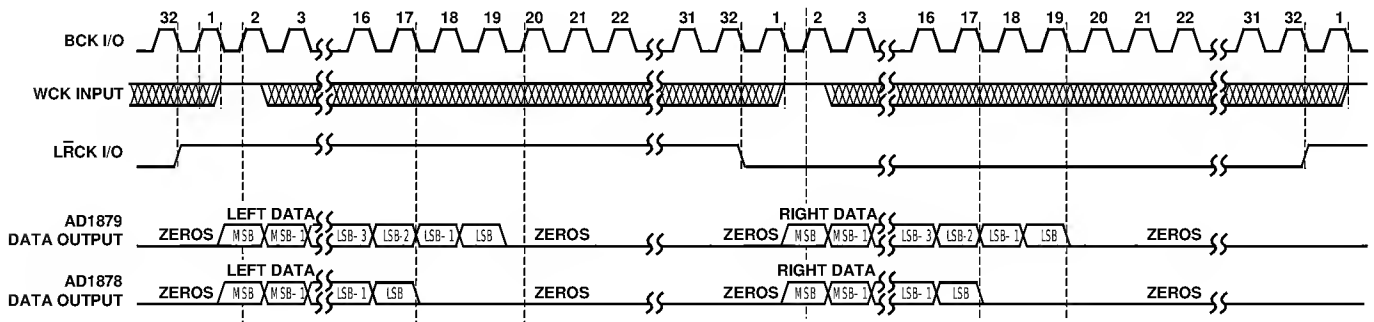 32 1 2 3 16 17 18 19 20 21 22 31 32 1 2 3 16 17 18 19 20 21 22 31 32 1
BCK I/O
WCK INPUT
LR̅CK I/O
LEFT DATA RIGHT DATA
AD1879
DATA OUTPUT
ZEROS MSB MSB-1 LSB-3 LSB-2 LSB-1 LSB ZEROS ZEROS MSB MSB-1 LSB-3 LSB-2 LSB-1 LSB ZEROS
LEFT DATA RIGHT DATA
AD1878
DATA OUTPUT
ZEROS MSB MSB-1 LSB-1 LSB ZEROS ZEROS MSB MSB-1 LSB-1 LSB ZEROS